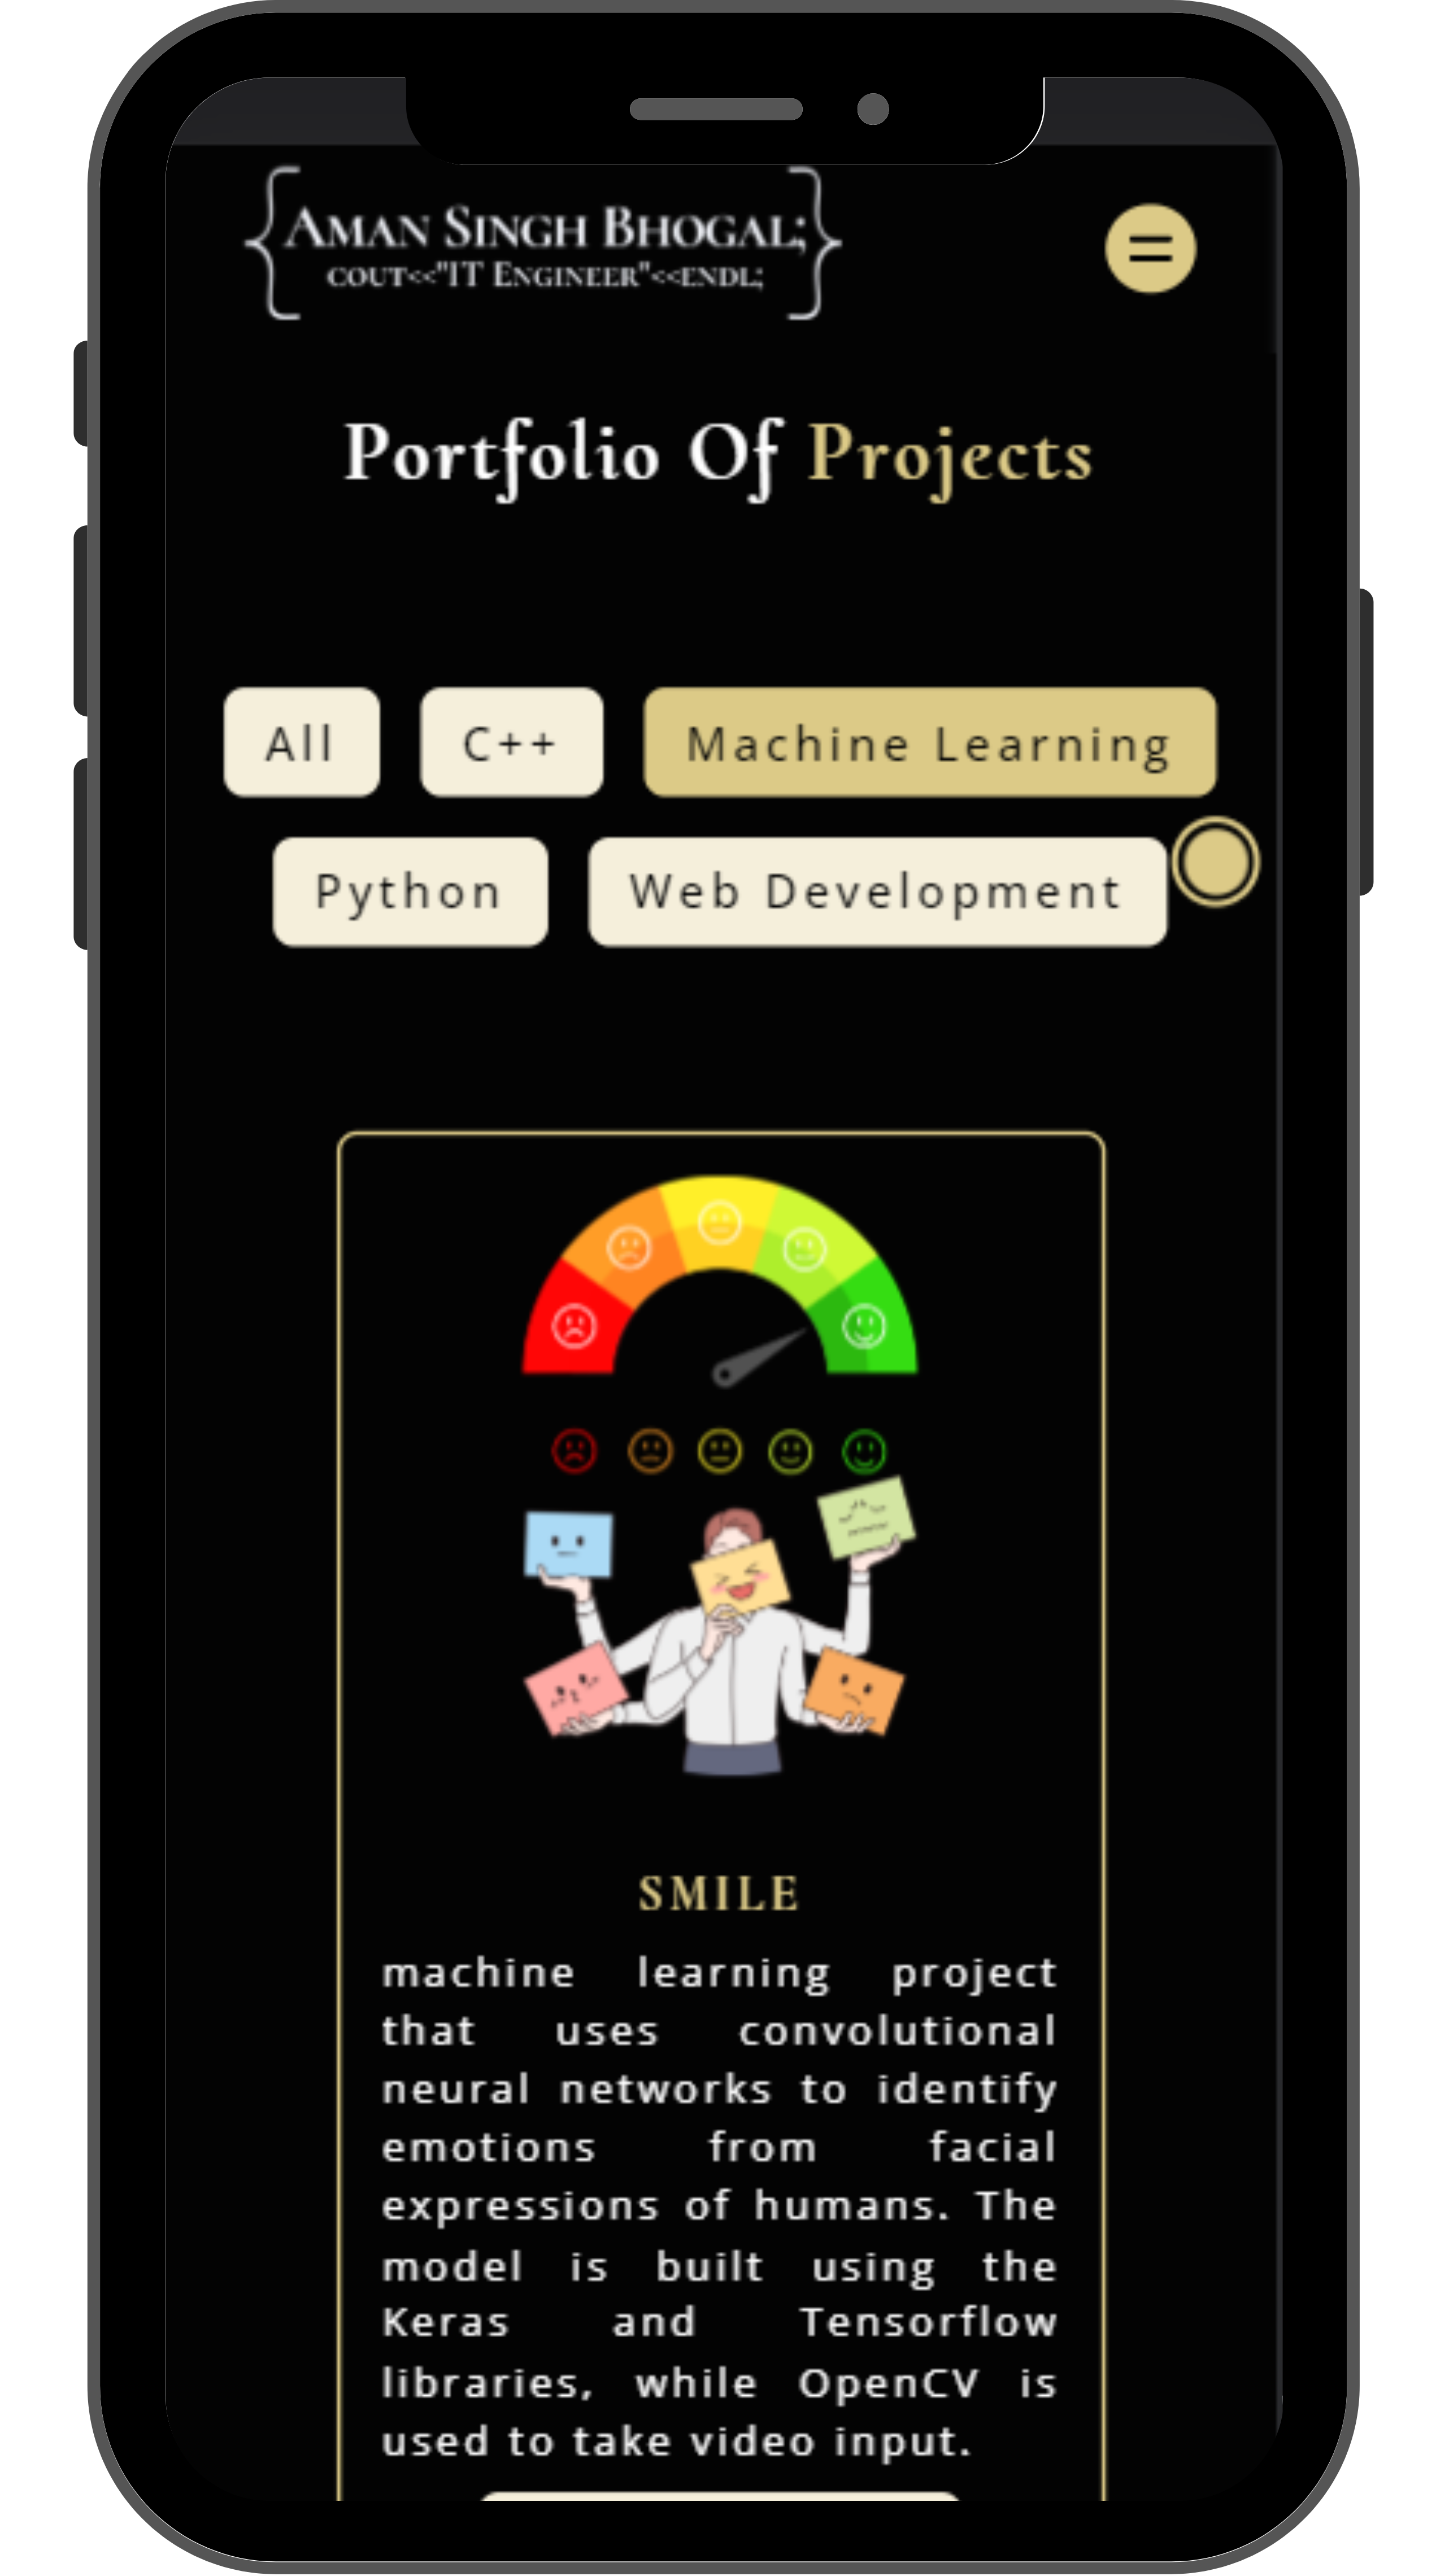 Aman Singh Bhogal;
cout<<"IT Engineer"<<endl;
Portfolio Of Projects
All
C++
Machine Learning
Python
Web Development
SMILE
machine learning project
that uses convolutional
neural networks to identify
emotions from facial
expressions of humans. The
model is built using the
Keras and Tensorflow
libraries, while OpenCV is
used to take video input.